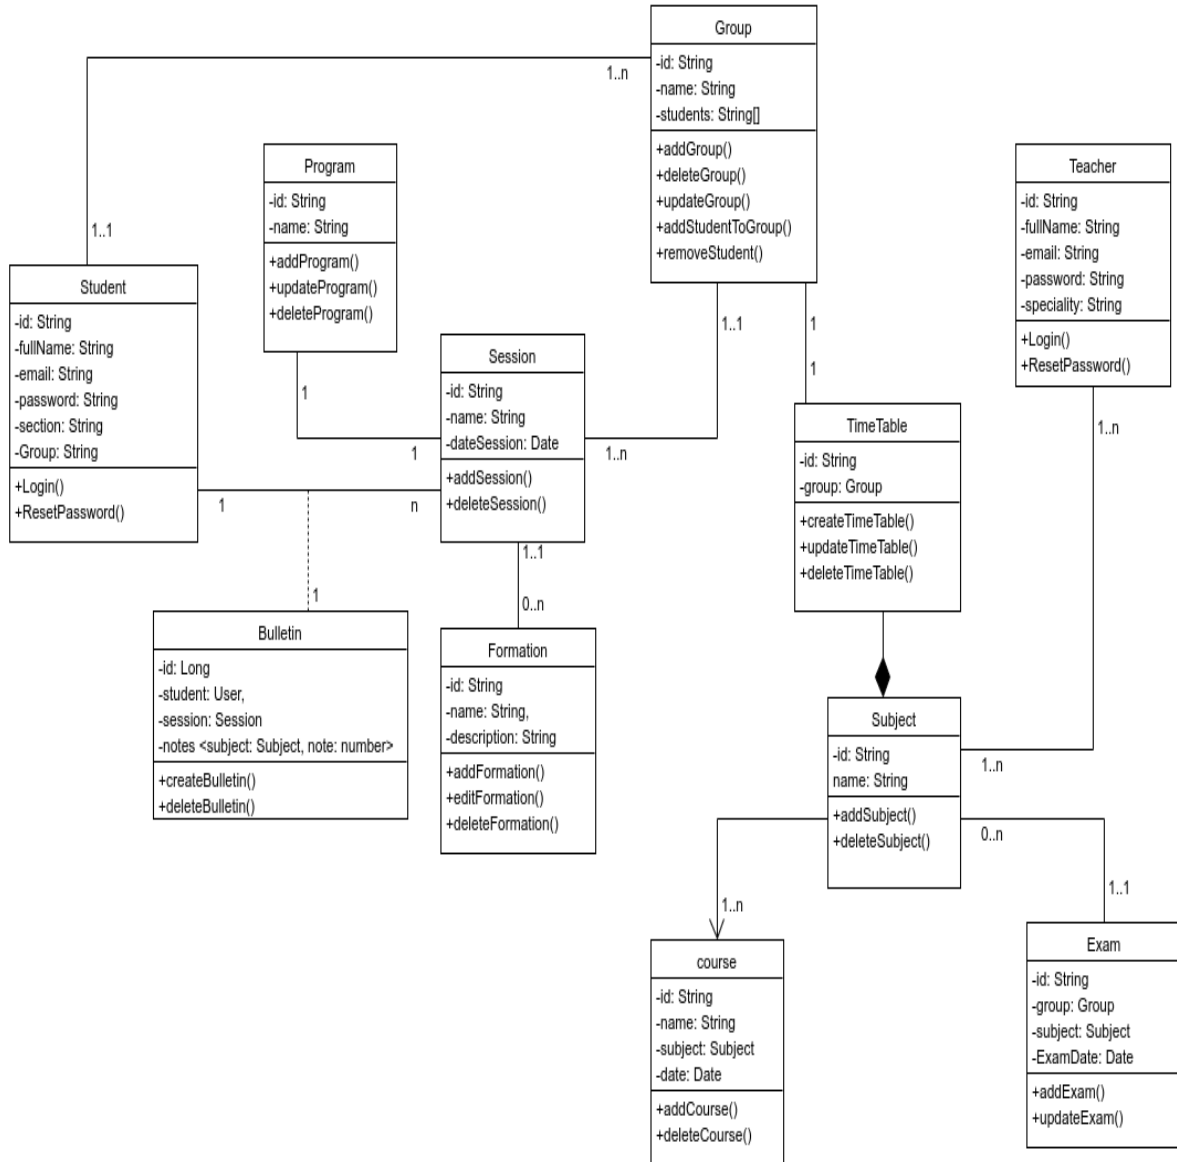 Group
-id: String
-name: String
-students: String[]
+addGroup()
+deleteGroup()
+updateGroup()
+addStudentToGroup()
+removeStudent()
1..n
1..1
1..1
1
Program
-id: String
-name: String
+addProgram()
+updateProgram()
+deleteProgram()
1
Teacher
-id: String
-fullName: String
-email: String
-password: String
-speciality: String
+Login()
+ResetPassword()
1..n
Student
-id: String
-fullName: String
-email: String
-password: String
-section: String
-Group: String
+Login()
+ResetPassword()
1
n
1
Session
-id: String
-name: String
-dateSession: Date
+addSession()
+deleteSession()
1
1..n
1..1
0..n
1
TimeTable
-id: String
-group: Group
+createTimeTable()
+updateTimeTable()
+deleteTimeTable()
Bulletin
-id: Long
-student: User,
-session: Session
-notes <subject: Subject, note: number>
+createBulletin()
+deleteBulletin()
Formation
-id: String
-name: String,
-description: String
+addFormation()
+editFormation()
+deleteFormation()
Subject
-id: String
name: String
+addSubject()
+deleteSubject()
1..n
0..n
1..n
1..1
course
-id: String
-name: String
-subject: Subject
-date: Date
+addCourse()
+deleteCourse()
Exam
-id: String
-group: Group
-subject: Subject
-ExamDate: Date
+addExam()
+updateExam()